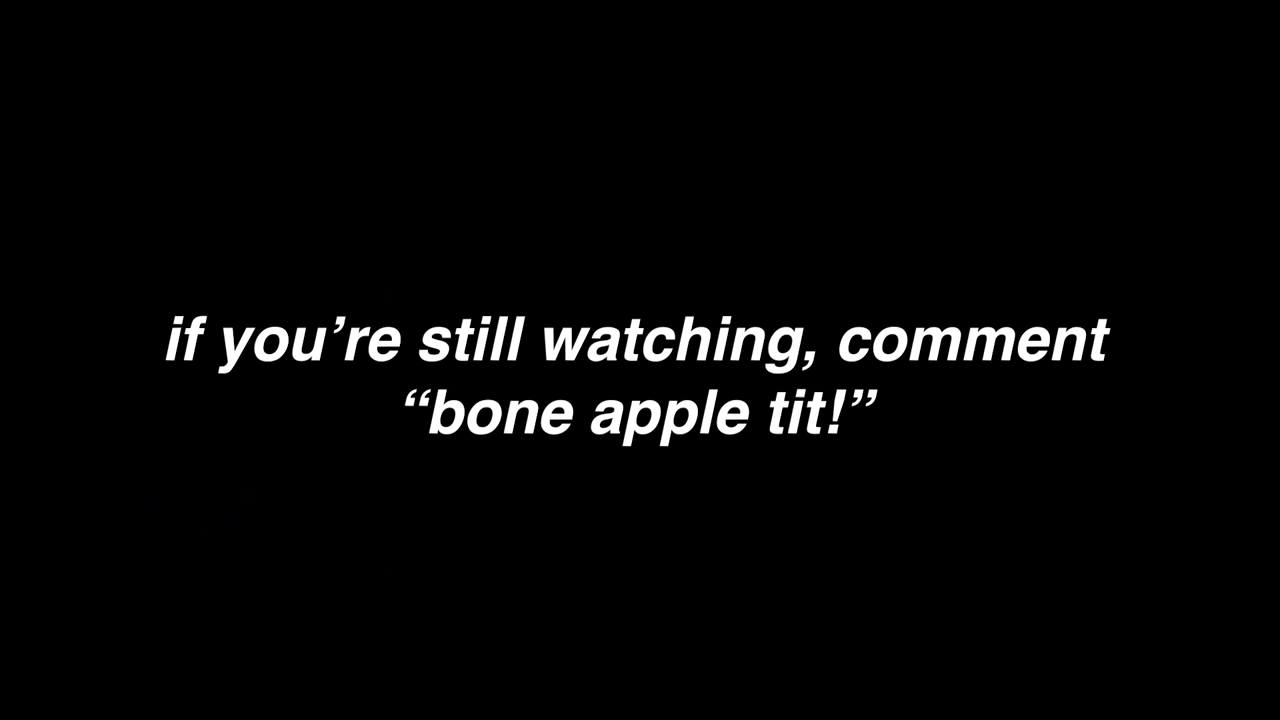 if you’re still watching, comment
“bone apple tit!”